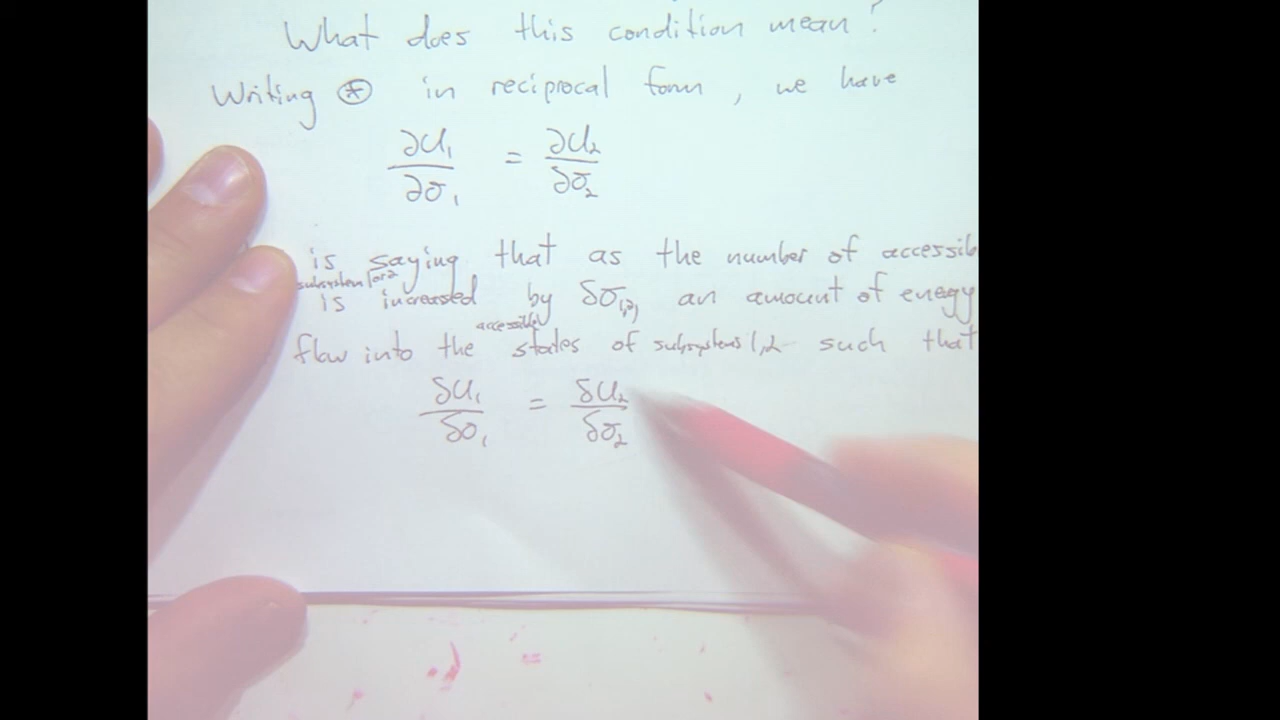 What does this condition mean?
Writing ⊛ in reciprocal form, we have
∂U₁/∂σ₁ = ∂U₂/∂σ₂
is saying that as the number of accessib
subsystem 1 or 2
is increased by δσ₍₁,₂₎ an amount of energy
accessible
flow into the states of subsystems 1,2 such that
δU₁/δσ₁ = δU₂/δσ₂